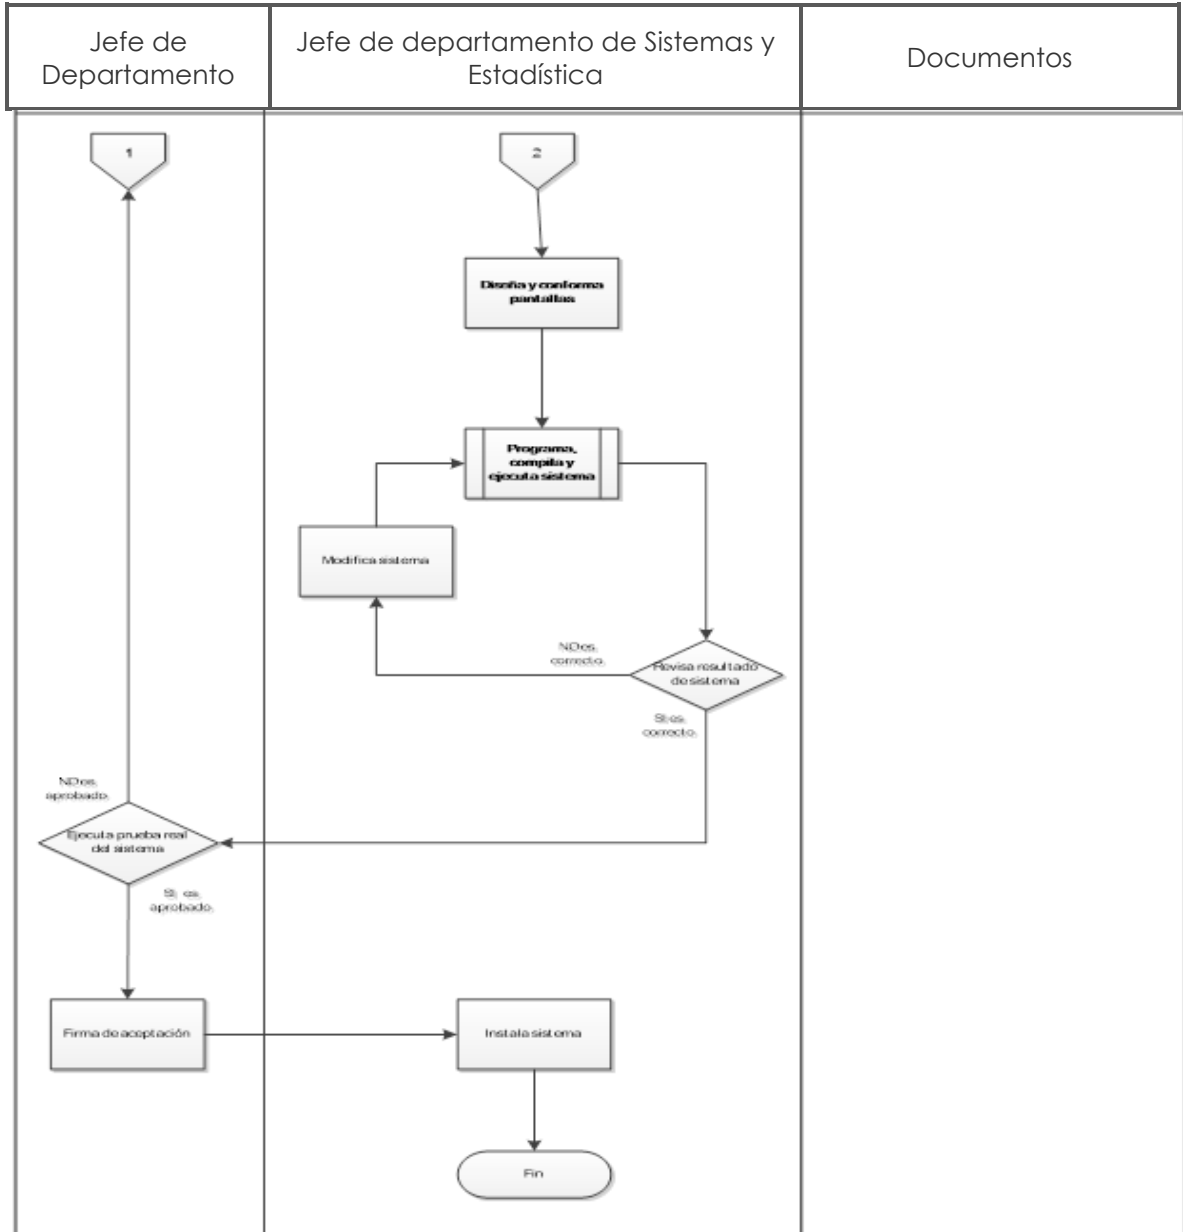 Jefe de
Departamento
Jefe de departamento de Sistemas y
Estadística
Documentos
1
2
Diseña y conforma
pantallas
Programa,
compila y
ejecuta sistema
Modifica sistema
NO es
correcto.
Revisa resultado
de sistema
SI es
correcto.
NO es
aprobado.
Ejecuta prueba real
del sistema
SI, es
aprobado.
Firma de aceptación
Instala sistema
Fin